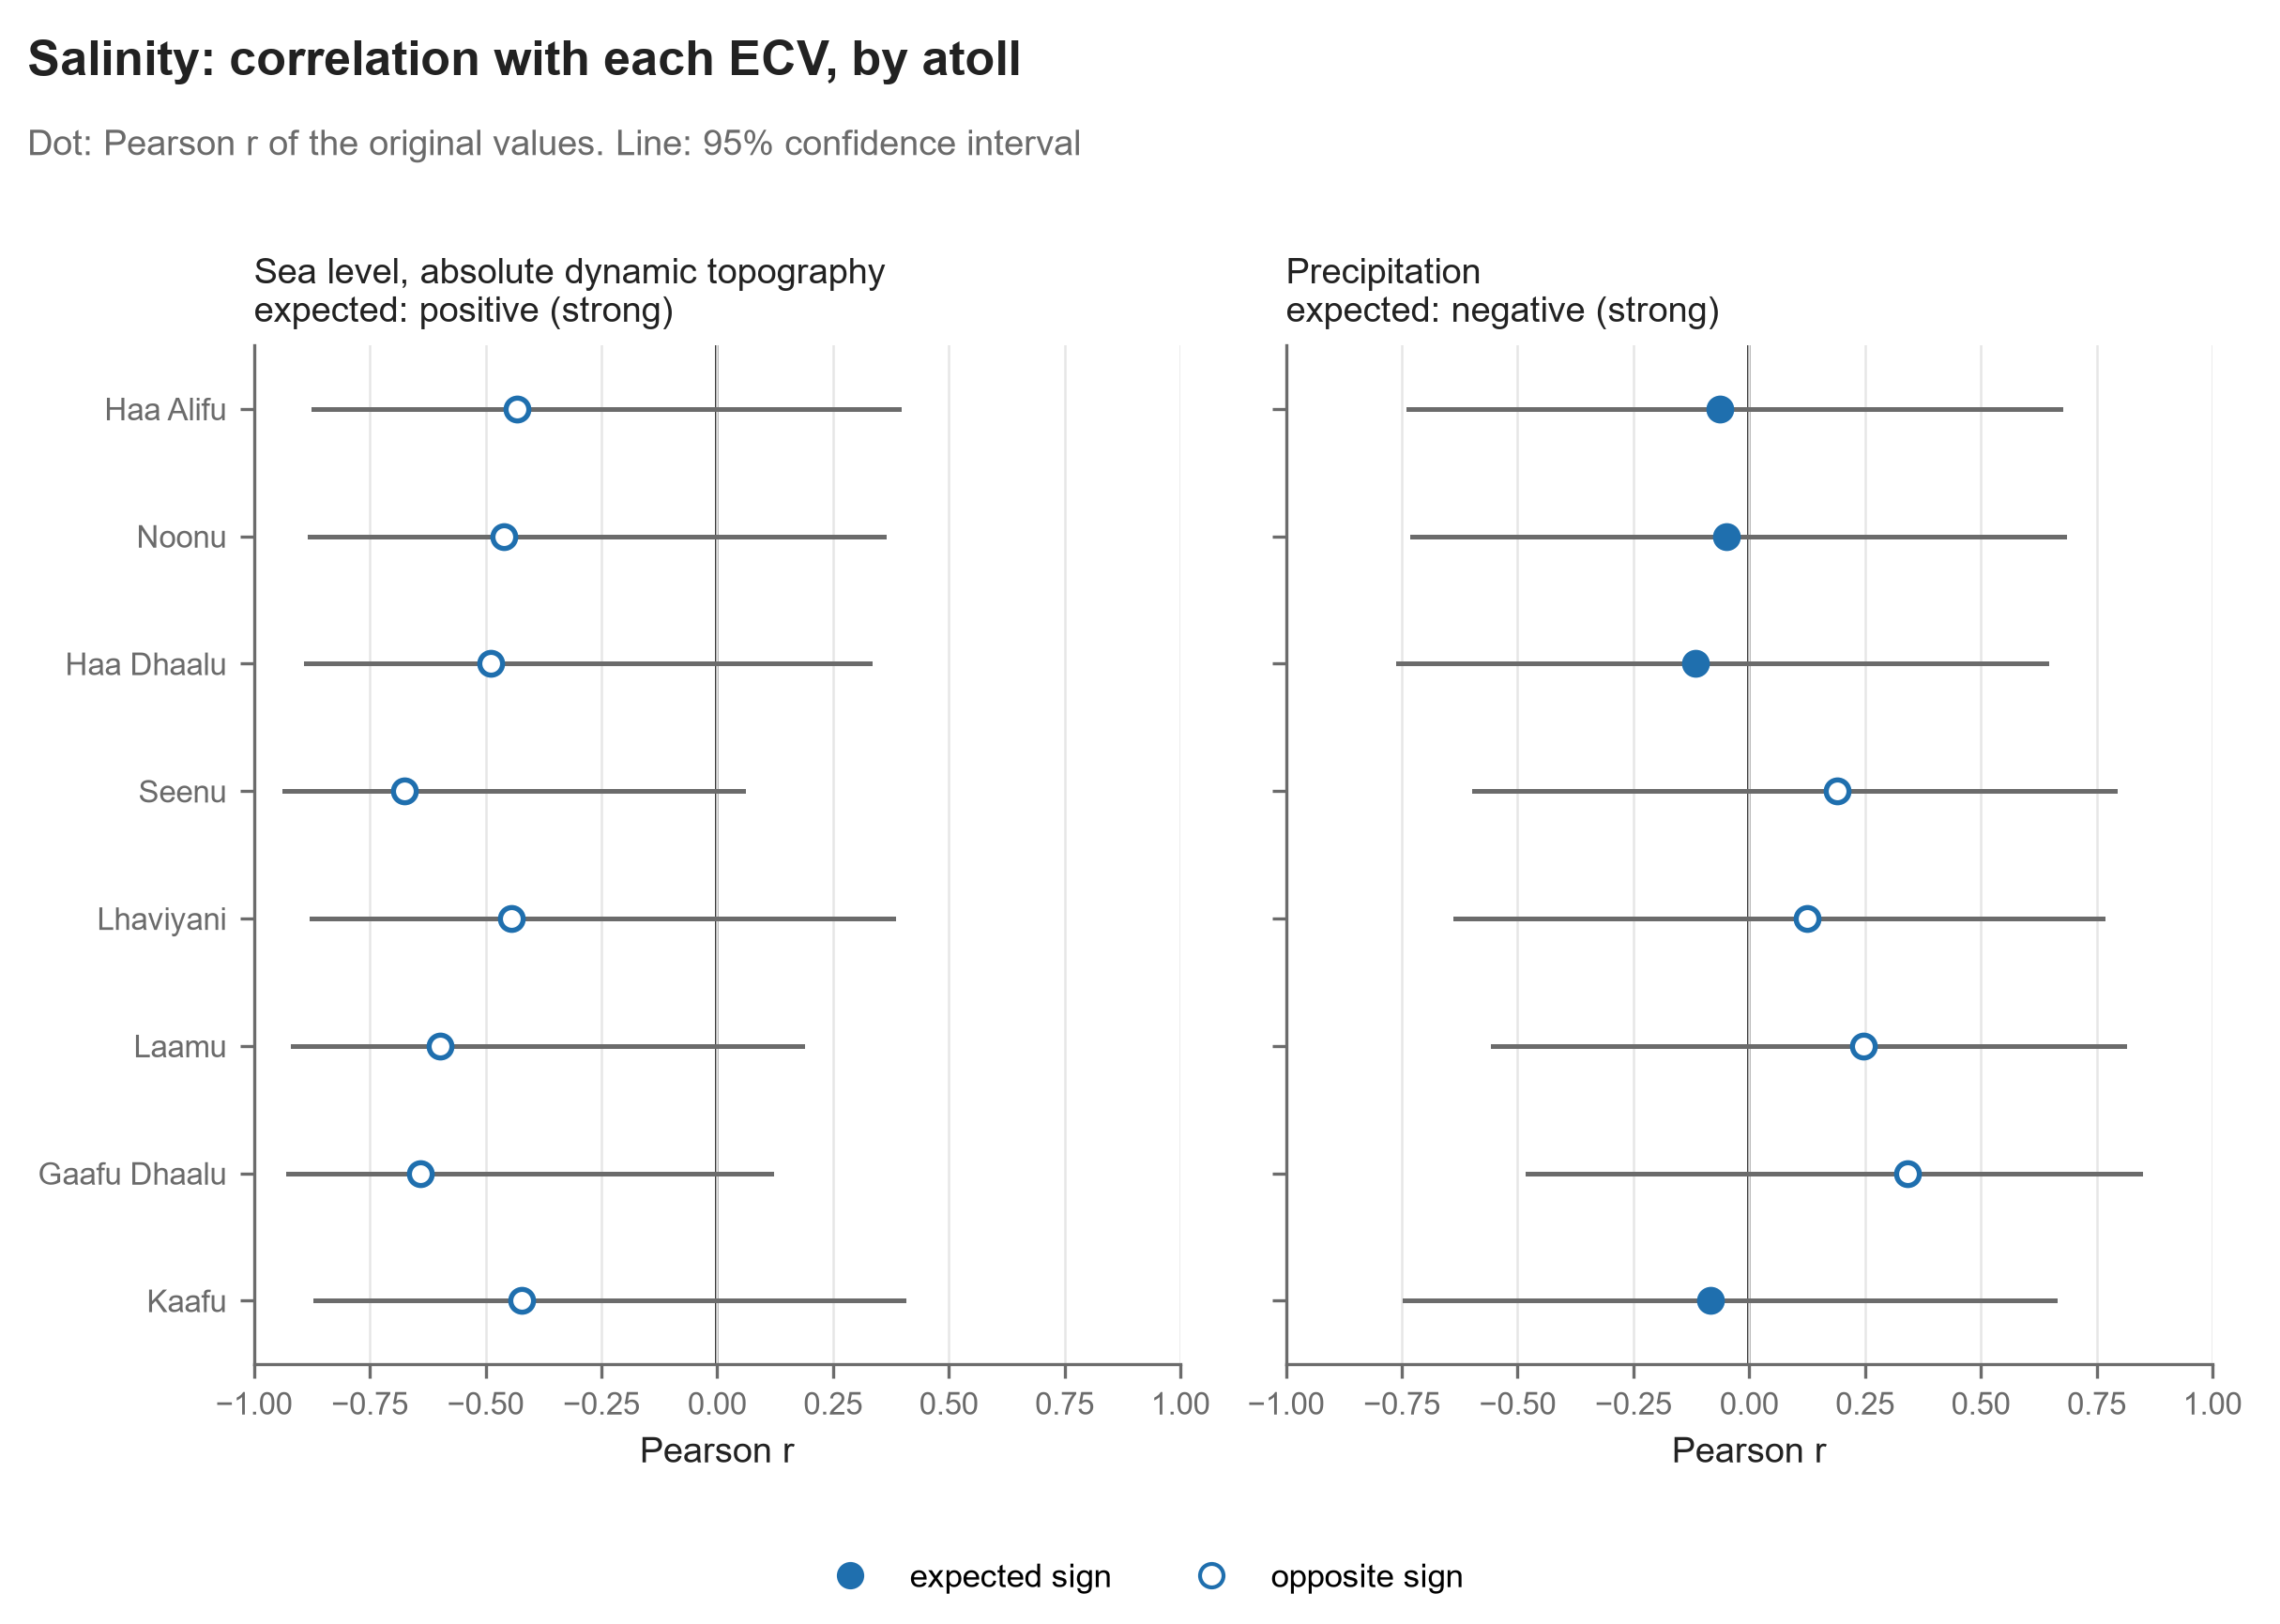 Salinity: correlation with each ECV, by atoll
Dot: Pearson r of the original values. Line: 95% confidence interval
Sea level, absolute dynamic topography
expected: positive (strong)
Precipitation
expected: negative (strong)
Haa Alifu
Noonu
Haa Dhaalu
Seenu
Lhaviyani
Laamu
Gaafu Dhaalu
Kaafu
−1.00 −0.75 −0.50 −0.25 0.00 0.25 0.50 0.75 1.00
−1.00 −0.75 −0.50 −0.25 0.00 0.25 0.50 0.75 1.00
Pearson r
Pearson r
expected sign
opposite sign